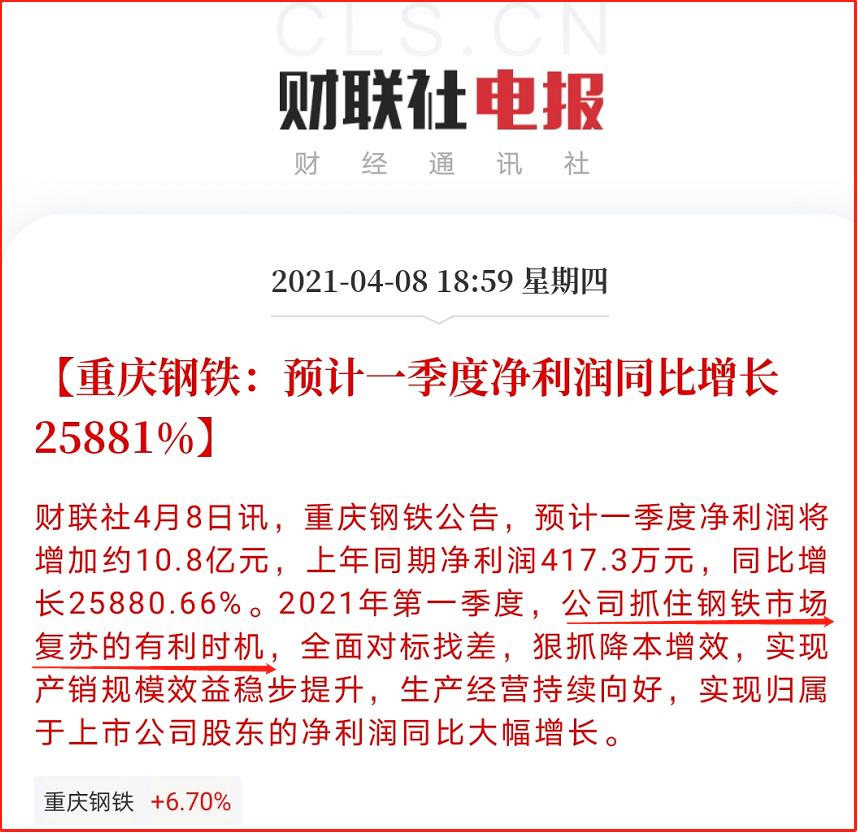 CLS.CN
财联社电报
财经通讯社
2021-04-08 18:59 星期四
【重庆钢铁：预计一季度净利润同比增长
25881%】
财联社4月8日讯，重庆钢铁公告，预计一季度净利润将
增加约10.8亿元，上年同期净利润417.3万元，同比增
长25880.66%。2021年第一季度，公司抓住钢铁市场
复苏的有利时机，全面对标找差，狠抓降本增效，实现
产销规模效益稳步提升，生产经营持续向好，实现归属
于上市公司股东的净利润同比大幅增长。
重庆钢铁 +6.70%